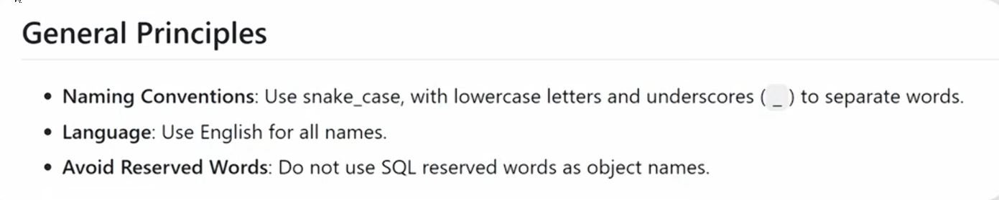 General Principles
• Naming Conventions: Use snake_case, with lowercase letters and underscores ( _ ) to separate words.
• Language: Use English for all names.
• Avoid Reserved Words: Do not use SQL reserved words as object names.